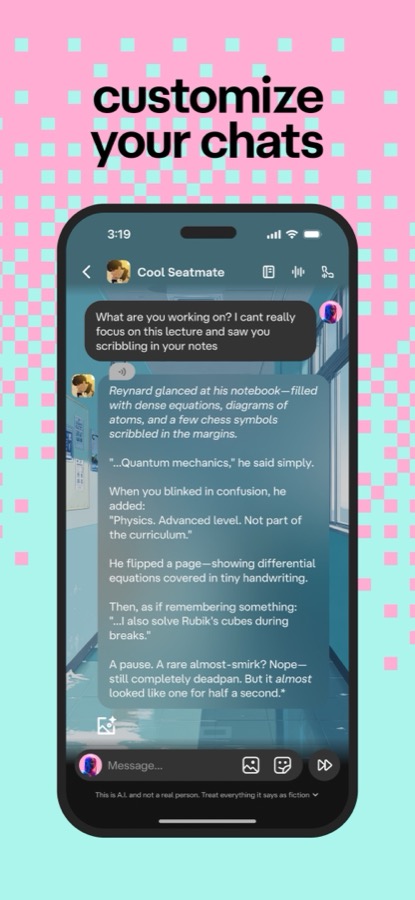 customize
your chats
3:19
Cool Seatmate
What are you working on? I cant really
focus on this lecture and saw you
scribbling in your notes
Reynard glanced at his notebook—filled
with dense equations, diagrams of
atoms, and a few chess symbols
scribbled in the margins.
"...Quantum mechanics," he said simply.
When you blinked in confusion, he
added:
"Physics. Advanced level. Not part of
the curriculum."
He flipped a page—showing differential
equations covered in tiny handwriting.
Then, as if remembering something:
"...I also solve Rubik's cubes during
breaks."
A pause. A rare almost-smirk? Nope—
still completely deadpan. But it almost
looked like one for half a second.*
Message...
This is A.I. and not a real person. Treat everything it says as fiction